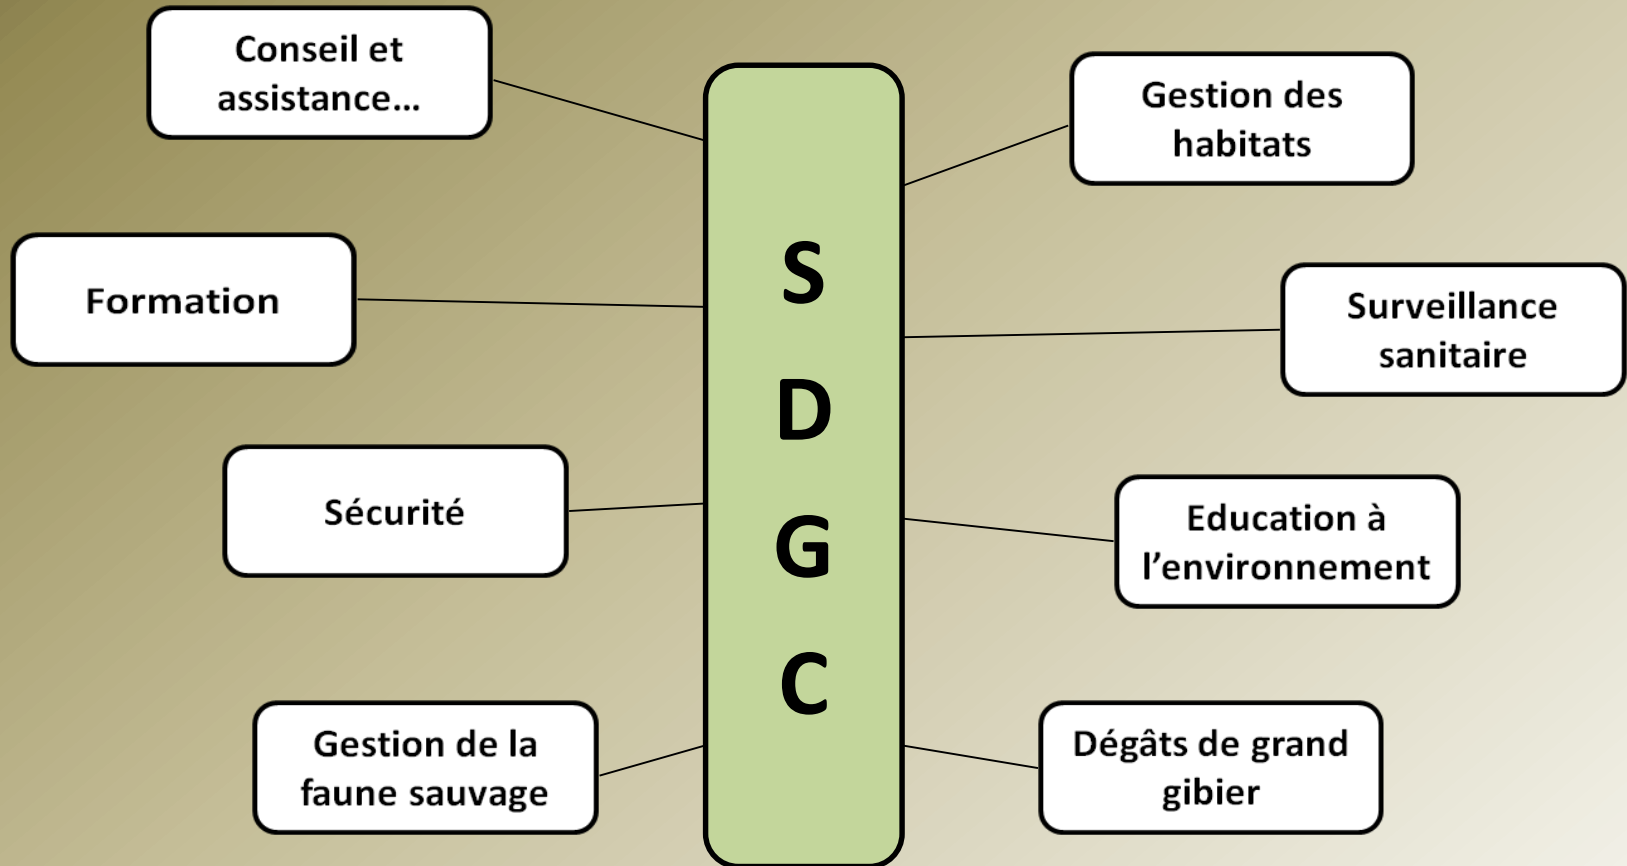 Conseil et
assistance...
Formation
Sécurité
Gestion de la
faune sauvage
S
D
G
C
Gestion des
habitats
Surveillance
sanitaire
Education à
l’environnement
Dégâts de grand
gibier